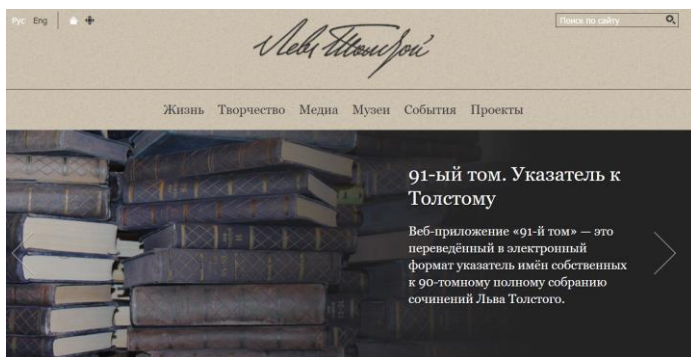 Рус Eng
Поиск по сайту
Левъ Толстой
Жизнь Творчество Медиа Музеи События Проекты
91-ый том. Указатель к
Толстому
Веб-приложение «91-й том» — это
переведённый в электронный
формат указатель имён собственных
к 90-томному полному собранию
сочинений Льва Толстого.